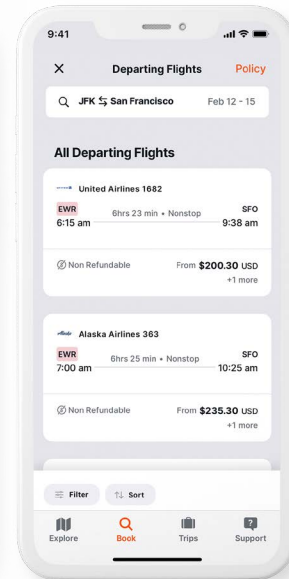 9:41
Departing Flights
Policy
JFK ⇆ San Francisco
Feb 12 - 15
All Departing Flights
United Airlines 1682
EWR
6hrs 23 min • Nonstop
SFO
6:15 am
9:38 am
Non Refundable
From $200.30 USD
+1 more
Alaska Airlines 363
EWR
6hrs 25 min • Nonstop
SFO
7:00 am
10:25 am
Non Refundable
From $235.30 USD
+1 more
Filter
Sort
Explore
Book
Trips
Support